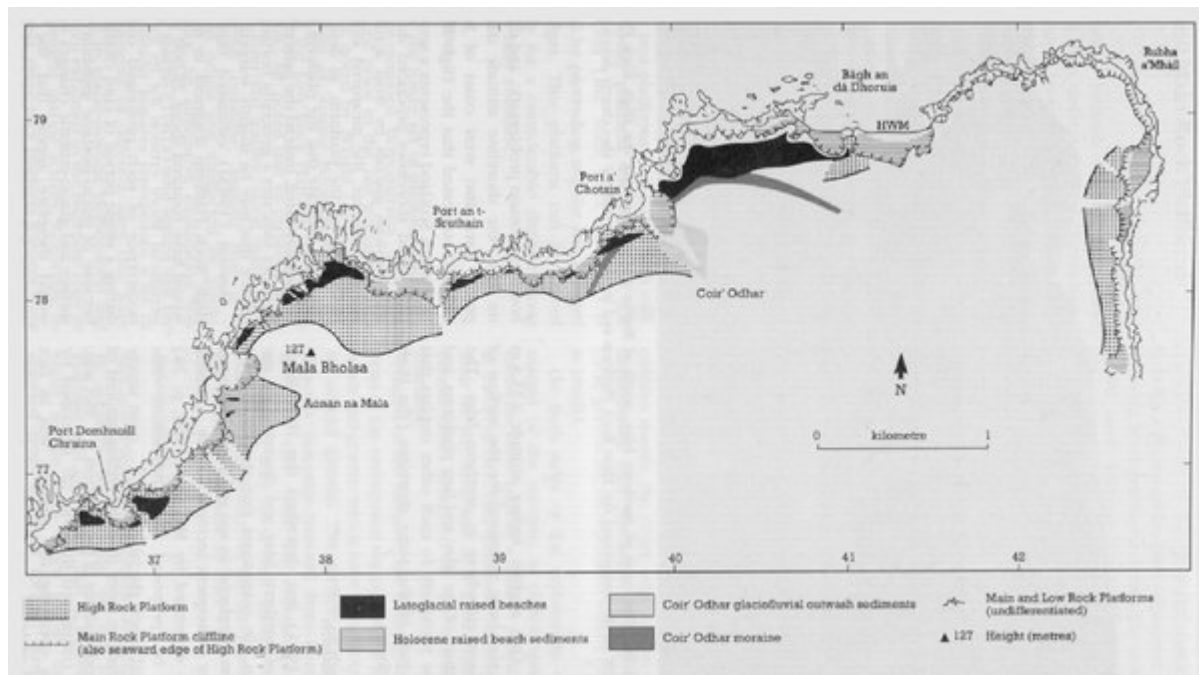 Rubha
a'Mhàil
Bàgh an
dà Dhoruis
79
HWM
Port a'
Chotain
Port an t-
Sruthain
78
Coir' Odhar
127
Mala Bholsa
Aonan na Mala
N
Port Domhnuill
Chruinn
0 kilometre 1
77
37 38 39 40 41 42
High Rock Platform
Lateglacial raised beaches
Coir' Odhar glaciofluvial outwash sediments
Main and Low Rock Platforms
(undifferentiated)
Main Rock Platform cliffline
(also seaward edge of High Rock Platform)
Holocene raised beach sediments
Coir' Odhar moraine
127 Height (metres)